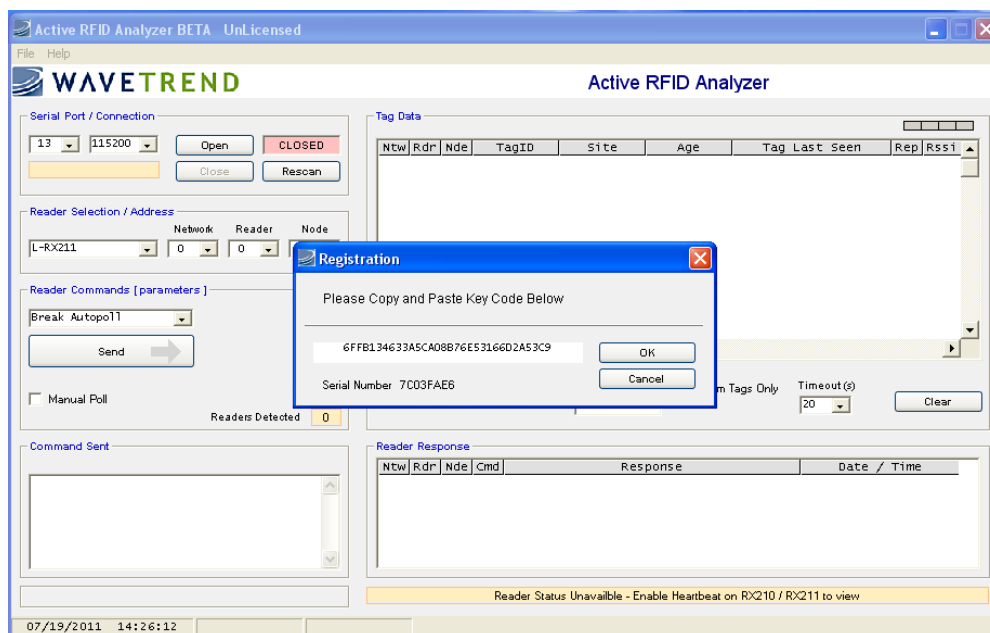 Active RFID Analyzer BETA UnLicensed
File Help
WAVETREND
Active RFID Analyzer
Serial Port / Connection
13 115200 Open CLOSED
Close Rescan
Reader Selection / Address
Network Reader Node
L-RX211 0 0
Reader Commands [ parameters ]
Break Autopoll
Send
Manual Poll
Readers Detected 0
Tag Data
Ntw Rdr Nde TagID Site Age Tag Last Seen Rep Rssi
Registration
Please Copy and Paste Key Code Below
6FFB134633A5CA08B76E53166D2A53C9
OK
Serial Number 7C03FAE6
Cancel
Tags Only
Timeout (s)
20
Clear
Command Sent
Reader Response
Ntw Rdr Nde Cmd Response Date / Time
Reader Status Unavailble - Enable Heartbeat on RX210 / RX211 to view
07/19/2011 14:26:12